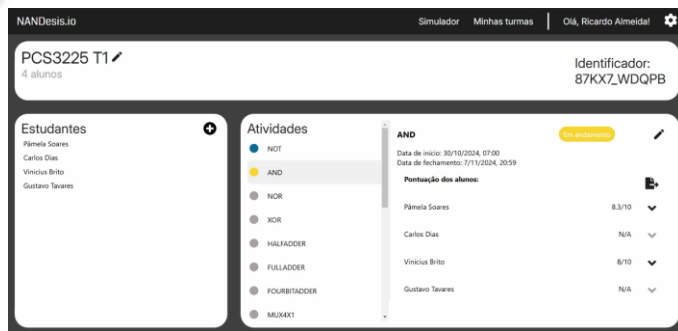 NANDesis.io
Simulador Minhas turmas Olá, Ricardo Almeida!
PCS3225 T1
4 alunos
Identificador:
87KX7_WDQPB
Estudantes
Pâmela Soares
Carlos Dias
Vinicius Brito
Gustavo Tavares
Atividades
NOT
AND
NOR
XOR
HALFADDER
FULLADDER
FOURBITADDER
MUX4X1
AND
Em andamento
Data de início: 30/10/2024, 07:00
Data de fechamento: 7/11/2024, 20:59
Pontuação dos alunos:
Pâmela Soares 8.3/10
Carlos Dias N/A
Vinicius Brito 8/10
Gustavo Tavares N/A